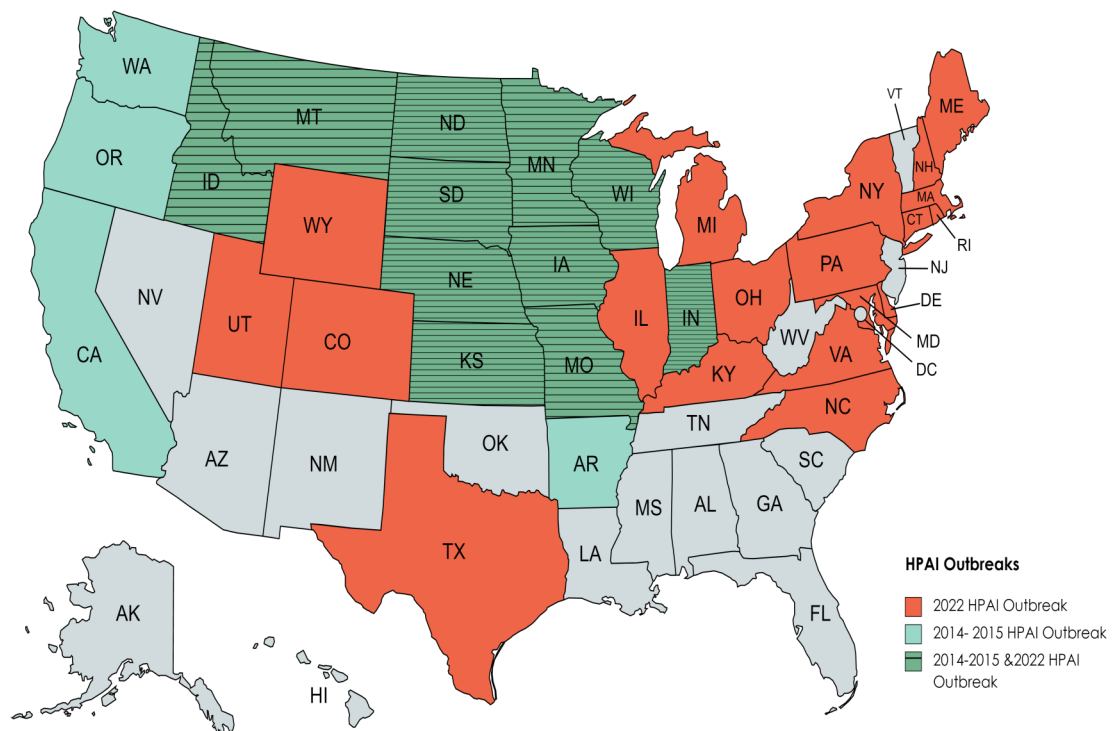 WA
VT
ME
MT
ND
OR
MN
NH
ID
SD
WI
NY
MA
WY
MI
CT
RI
IA
PA
NJ
NE
OH
DE
NV
IL
IN
UT
WV
MD
CO
VA
CA
KS
MO
DC
KY
NC
TN
OK
AZ
NM
AR
SC
MS
AL
GA
TX
LA
HPAI Outbreaks
2022 HPAI Outbreak
AK
FL
2014- 2015 HPAI Outbreak
2014-2015 &2022 HPAI
Outbreak
HI